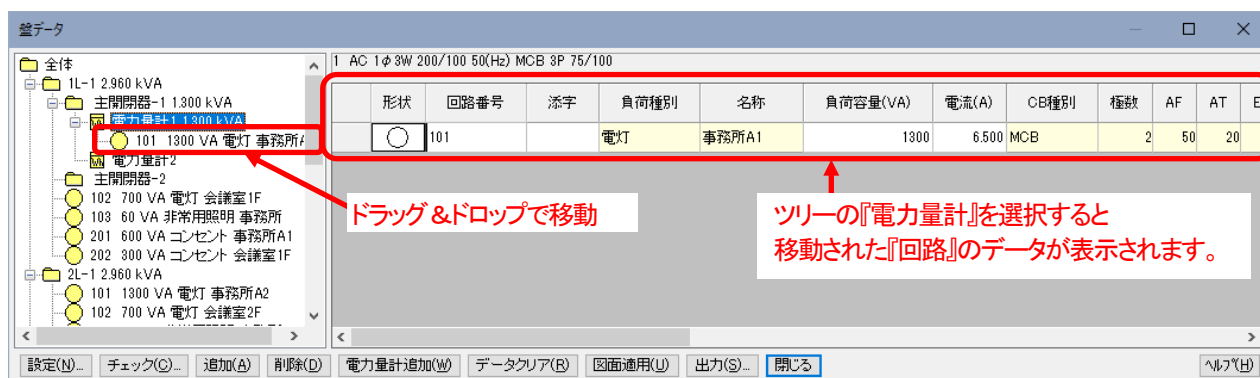 盤データ
全体
1L-1 2.960 kVA
主開閉器-1 1.300 kVA
電力量計1 1.300 kVA
101 1300 VA 電灯 事務所
電力量計2
主開閉器-2
102 700 VA 電灯 会議室1F
103 60 VA 非常用照明 事務所
201 600 VA コンセント 事務所A1
202 300 VA コンセント 会議室1F
2L-1 2.960 kVA
101 1300 VA 電灯 事務所A2
102 700 VA 電灯 会議室2F
1 AC 1φ3W 200/100 50(Hz) MCB 3P 75/100
形状 回路番号 添字 負荷種別 名称 負荷容量(VA) 電流(A) CB種別 極数 AF AT E
101 電灯 事務所A1 1300 6.500 MCB 2 50 20
ドラッグ&ドロップで移動
ツリーの『電力量計』を選択すると
移動された『回路』のデータが表示されます。
設定(N)... チェック(C)... 追加(A) 削除(D) 電力量計追加(W) データクリア(R) 図面適用(U) 出力(S)... 閉じる ヘルプ(H)